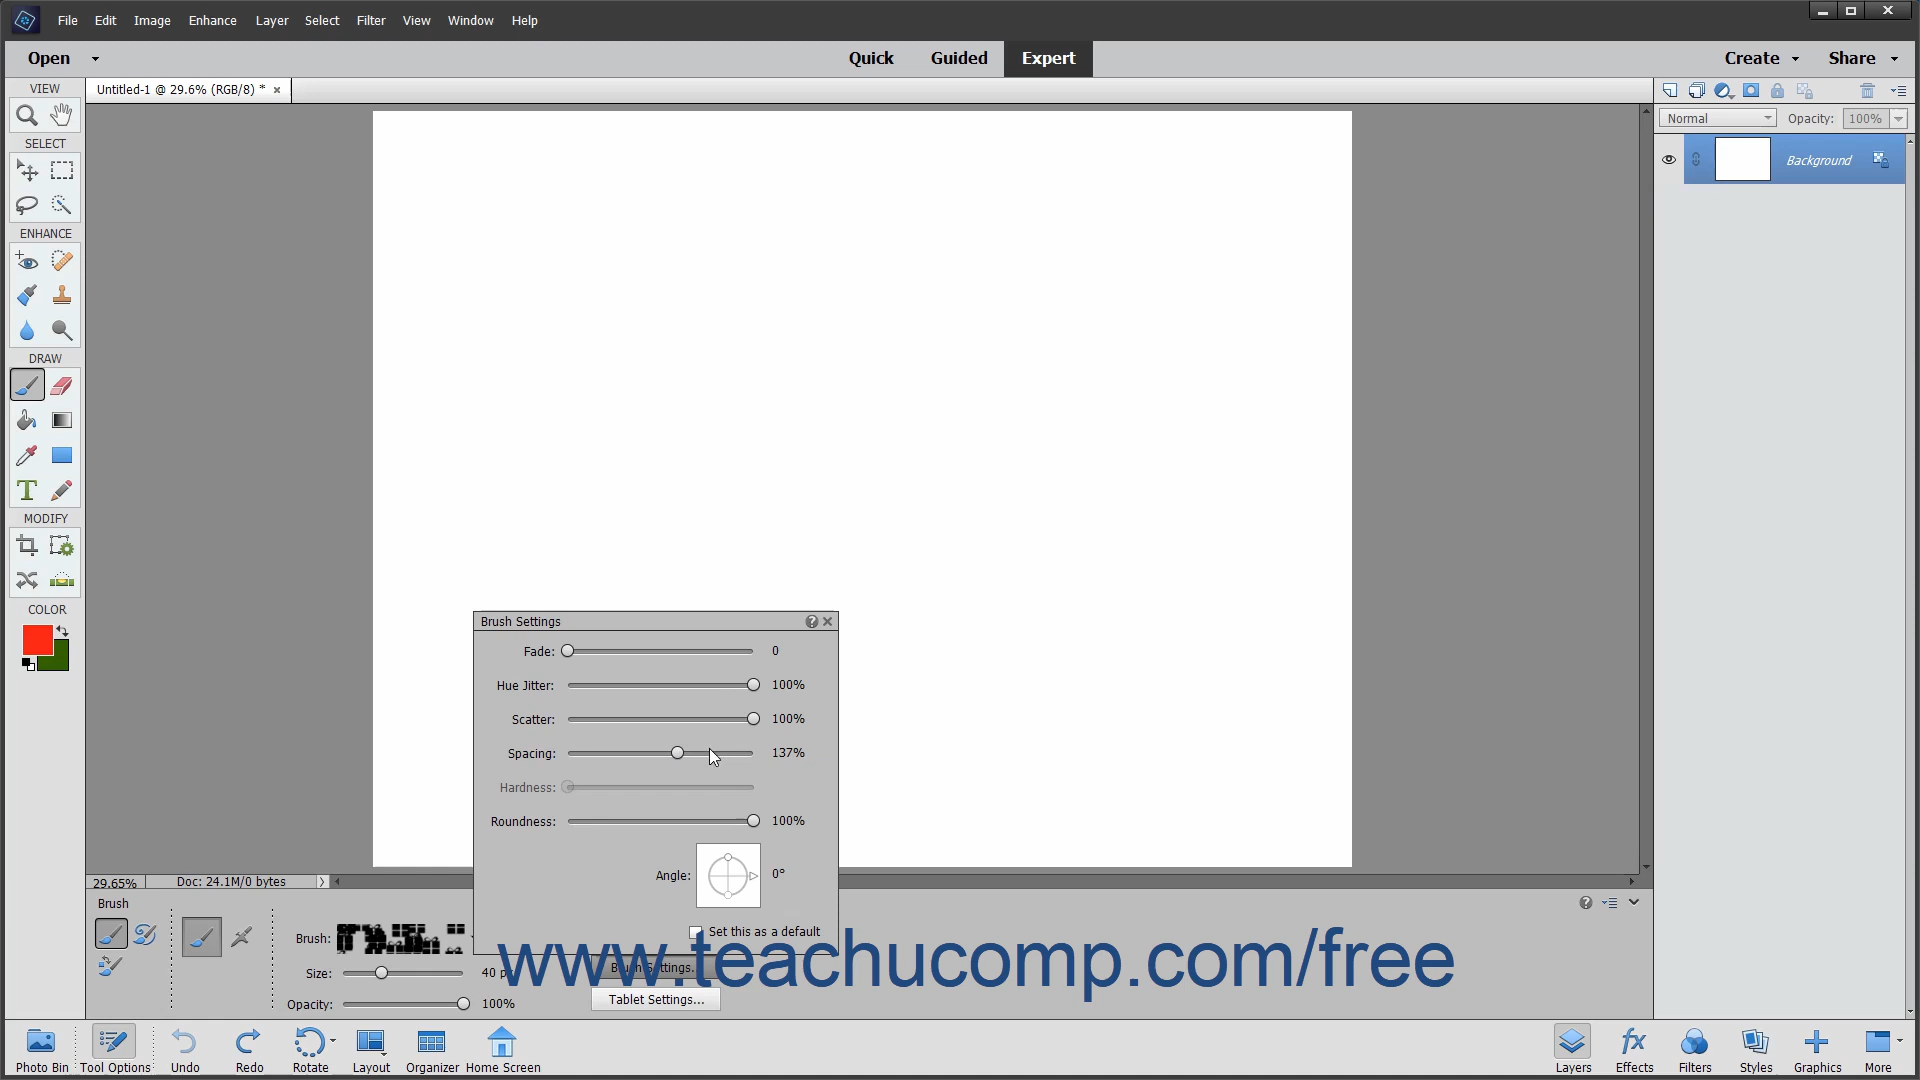 File Edit Image Enhance Layer Select Filter View Window Help
Open Quick Guided Expert Create Share
VIEW
Untitled-1 @ 29.6% (RGB/8) * ×
Normal Opacity: 100%
SELECT
Background
ENHANCE
DRAW
MODIFY
COLOR
Brush Settings
Fade: 0
Hue Jitter: 100%
Scatter: 100%
Spacing: 137%
Hardness:
Roundness: 100%
Angle: 0°
Set this as a default
29.65% Doc: 24.1M/0 bytes
Brush
Brush:
Size: 40 px
Brush Settings...
Opacity: 100%
Tablet Settings...
www.teachucomp.com/free
Photo Bin Tool Options Undo Redo Rotate Layout Organizer Home Screen Layers Effects Filters Styles Graphics More